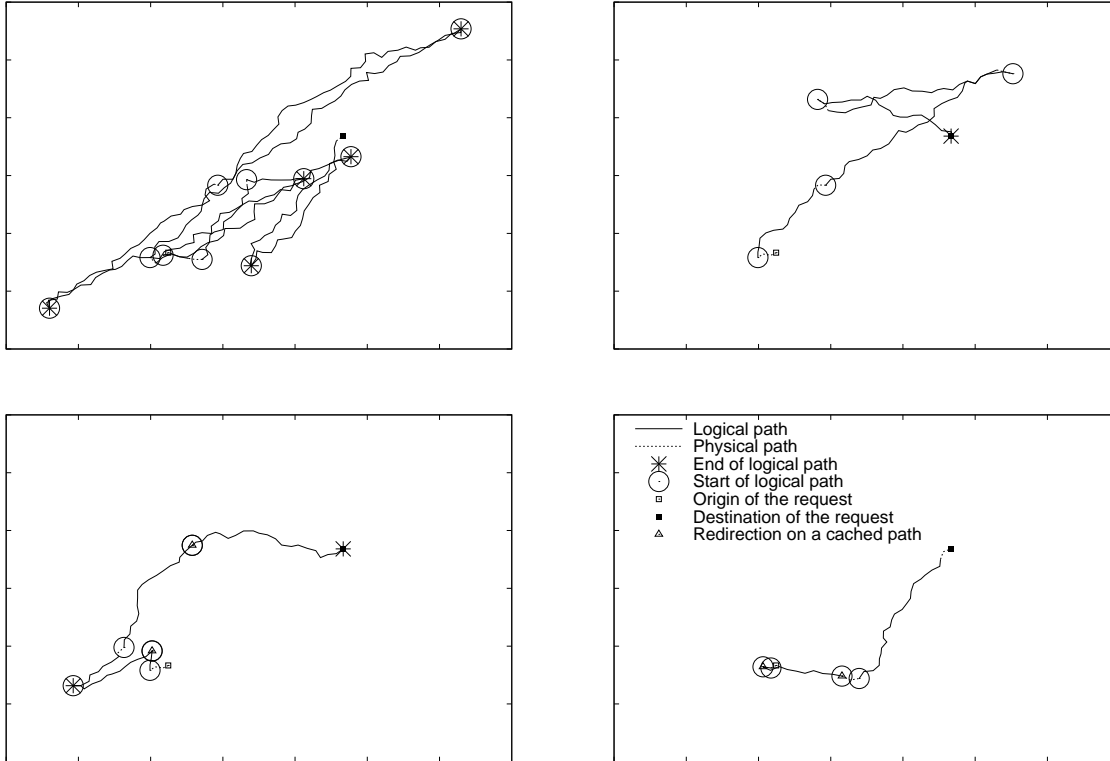 Logical path
Physical path
End of logical path
Start of logical path
Origin of the request
Destination of the request
Redirection on a cached path